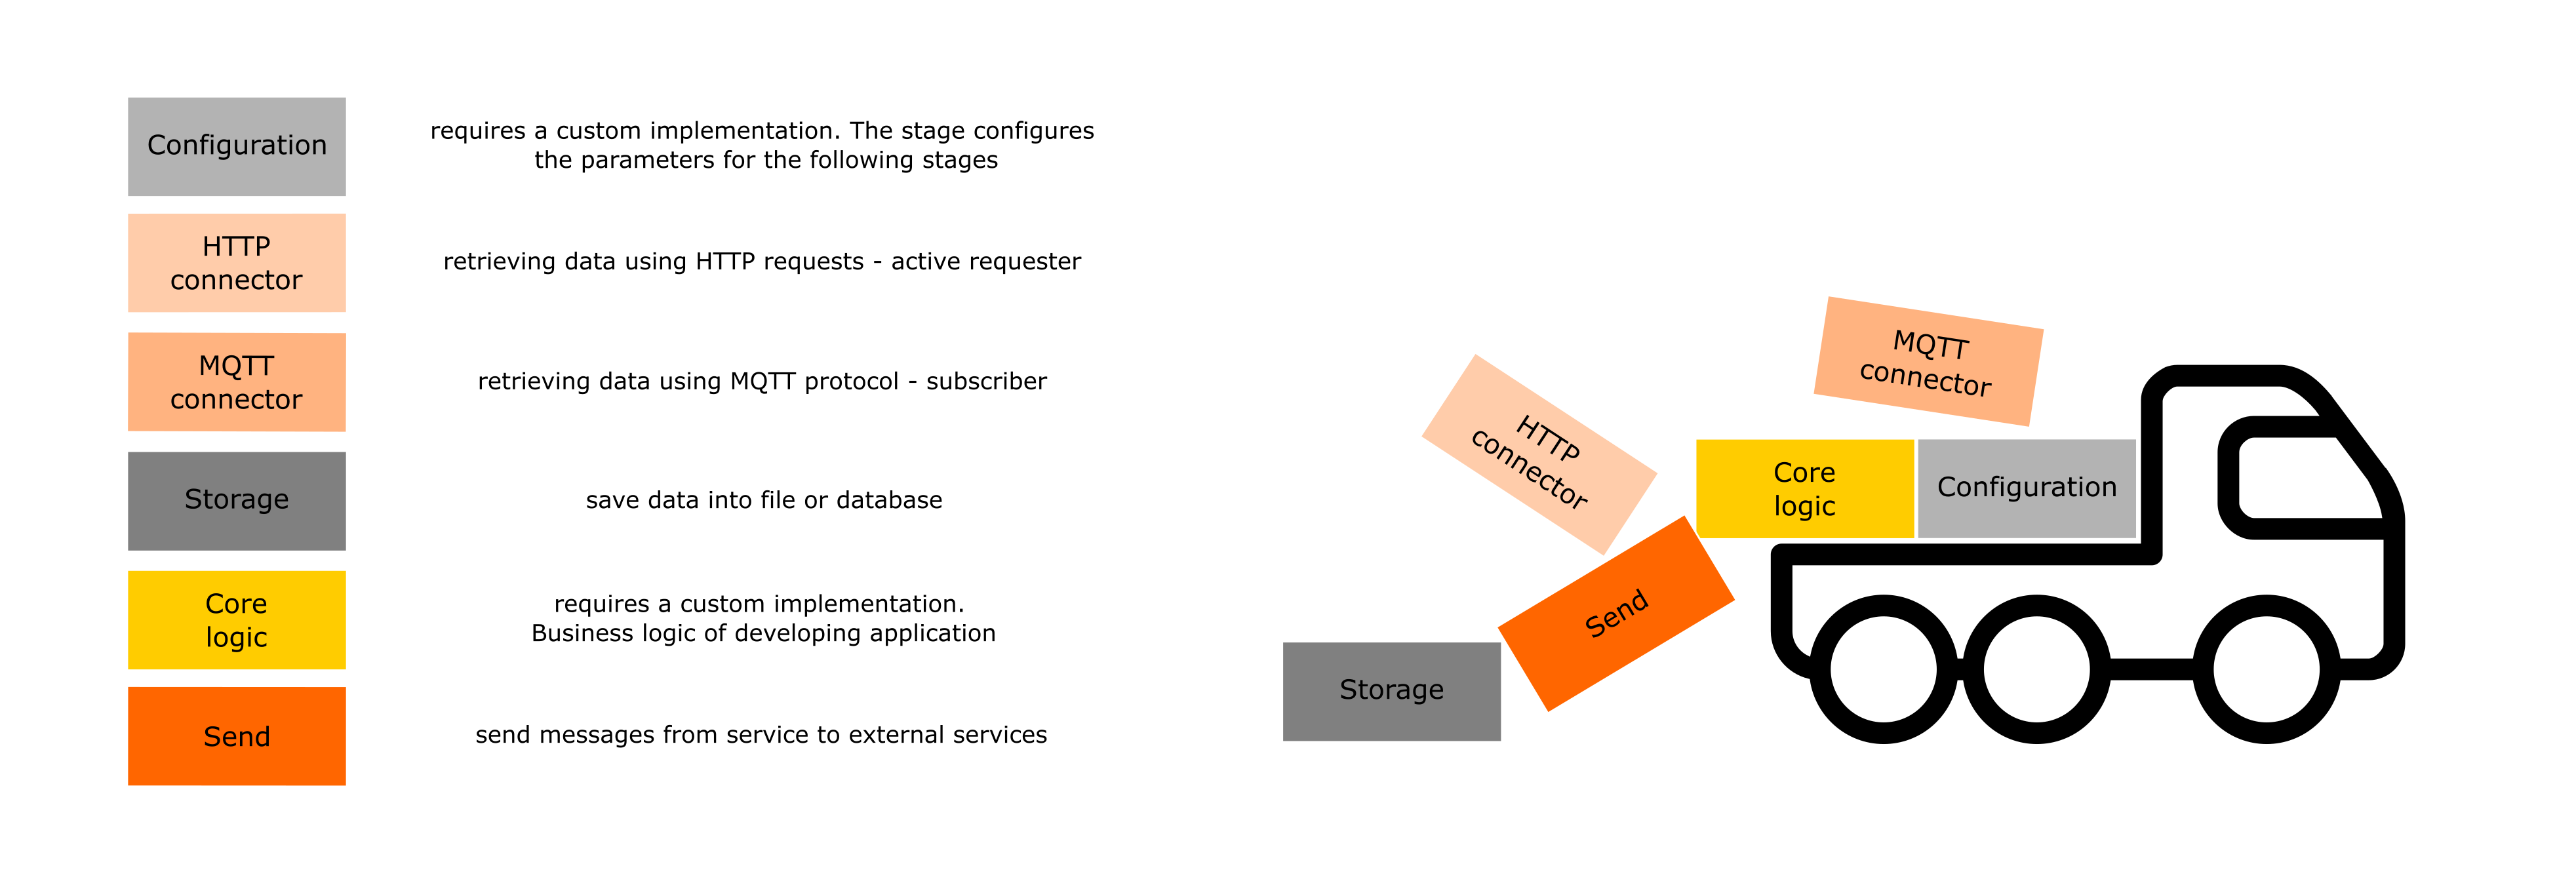 Configuration
requires a custom implementation. The stage configures
the parameters for the following stages
HTTP
connector
retrieving data using HTTP requests - active requester
MQTT
connector
retrieving data using MQTT protocol - subscriber
Storage
save data into file or database
Core
logic
requires a custom implementation.
Business logic of developing application
Send
send messages from service to external services
MQTT
connector
HTTP
connector
Core
logic
Configuration
Send
Storage